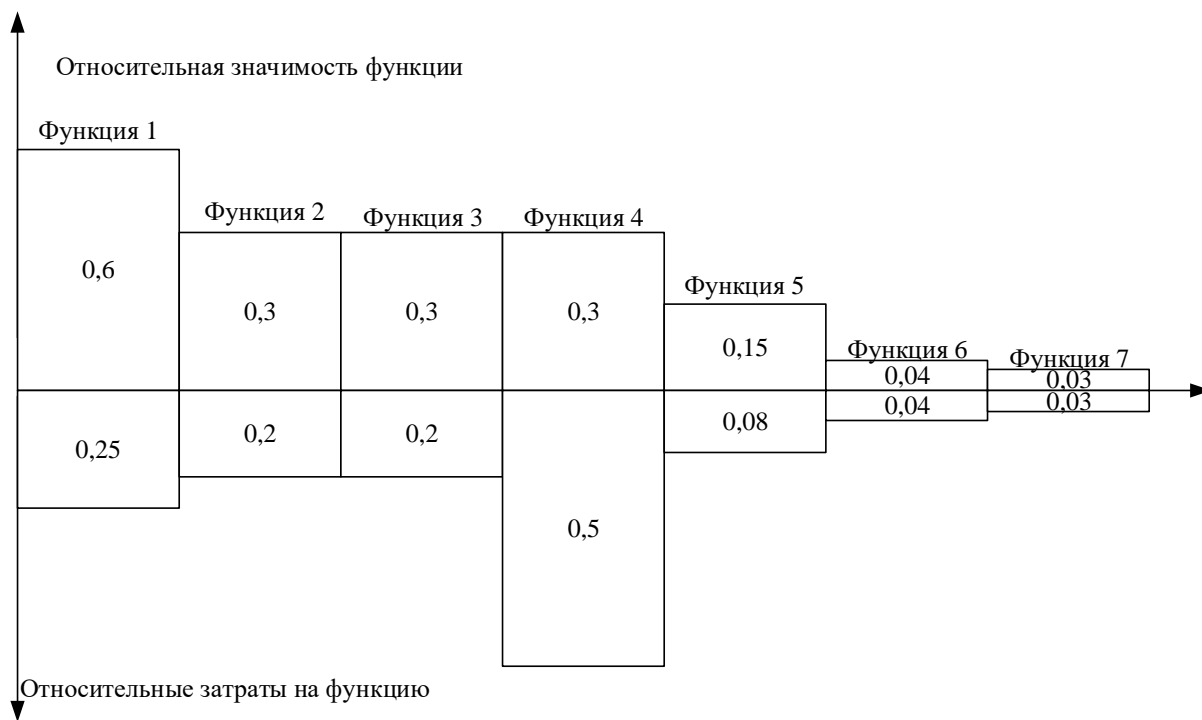 Относительная значимость функции
Функция 1
Функция 2
Функция 3
Функция 4
Функция 5
Функция 6
Функция 7
0,6
0,3
0,3
0,3
0,15
0,04
0,03
0,25
0,2
0,2
0,5
0,08
0,04
0,03
Относительные затраты на функцию